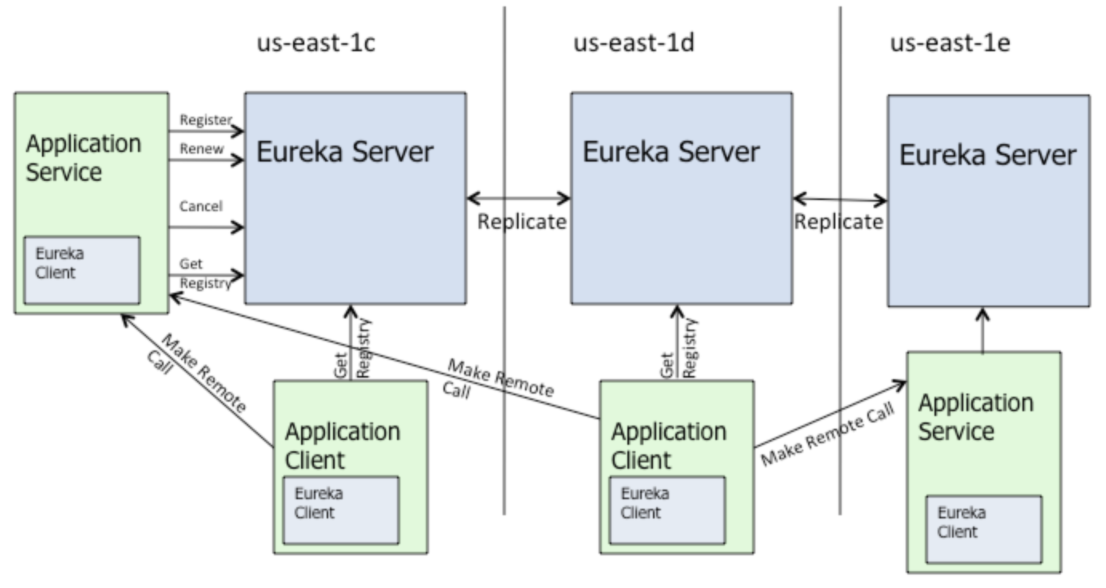 us-east-1c
us-east-1d
us-east-1e
Application
Service
Eureka
Client
Register
Renew
Cancel
Get
Registry
Eureka Server
Replicate
Eureka Server
Replicate
Eureka Server
Make Remote
Call
Get
Registry
Make Remote
Call
Get
Registry
Make Remote Call
Application
Client
Eureka
Client
Application
Client
Eureka
Client
Application
Service
Eureka
Client